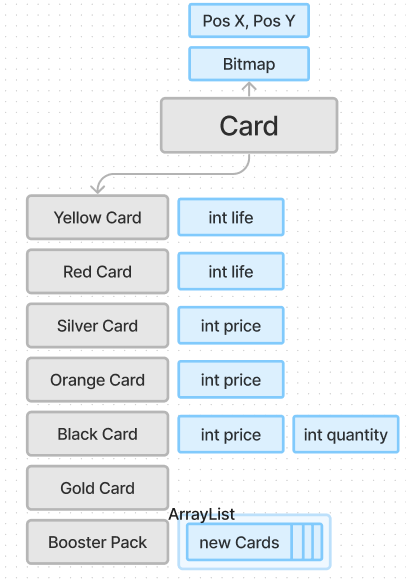 Pos X, Pos Y
Bitmap
Card
Yellow Card
int life
Red Card
int life
Silver Card
int price
Orange Card
int price
Black Card
int price
int quantity
Gold Card
ArrayList
Booster Pack
new Cards